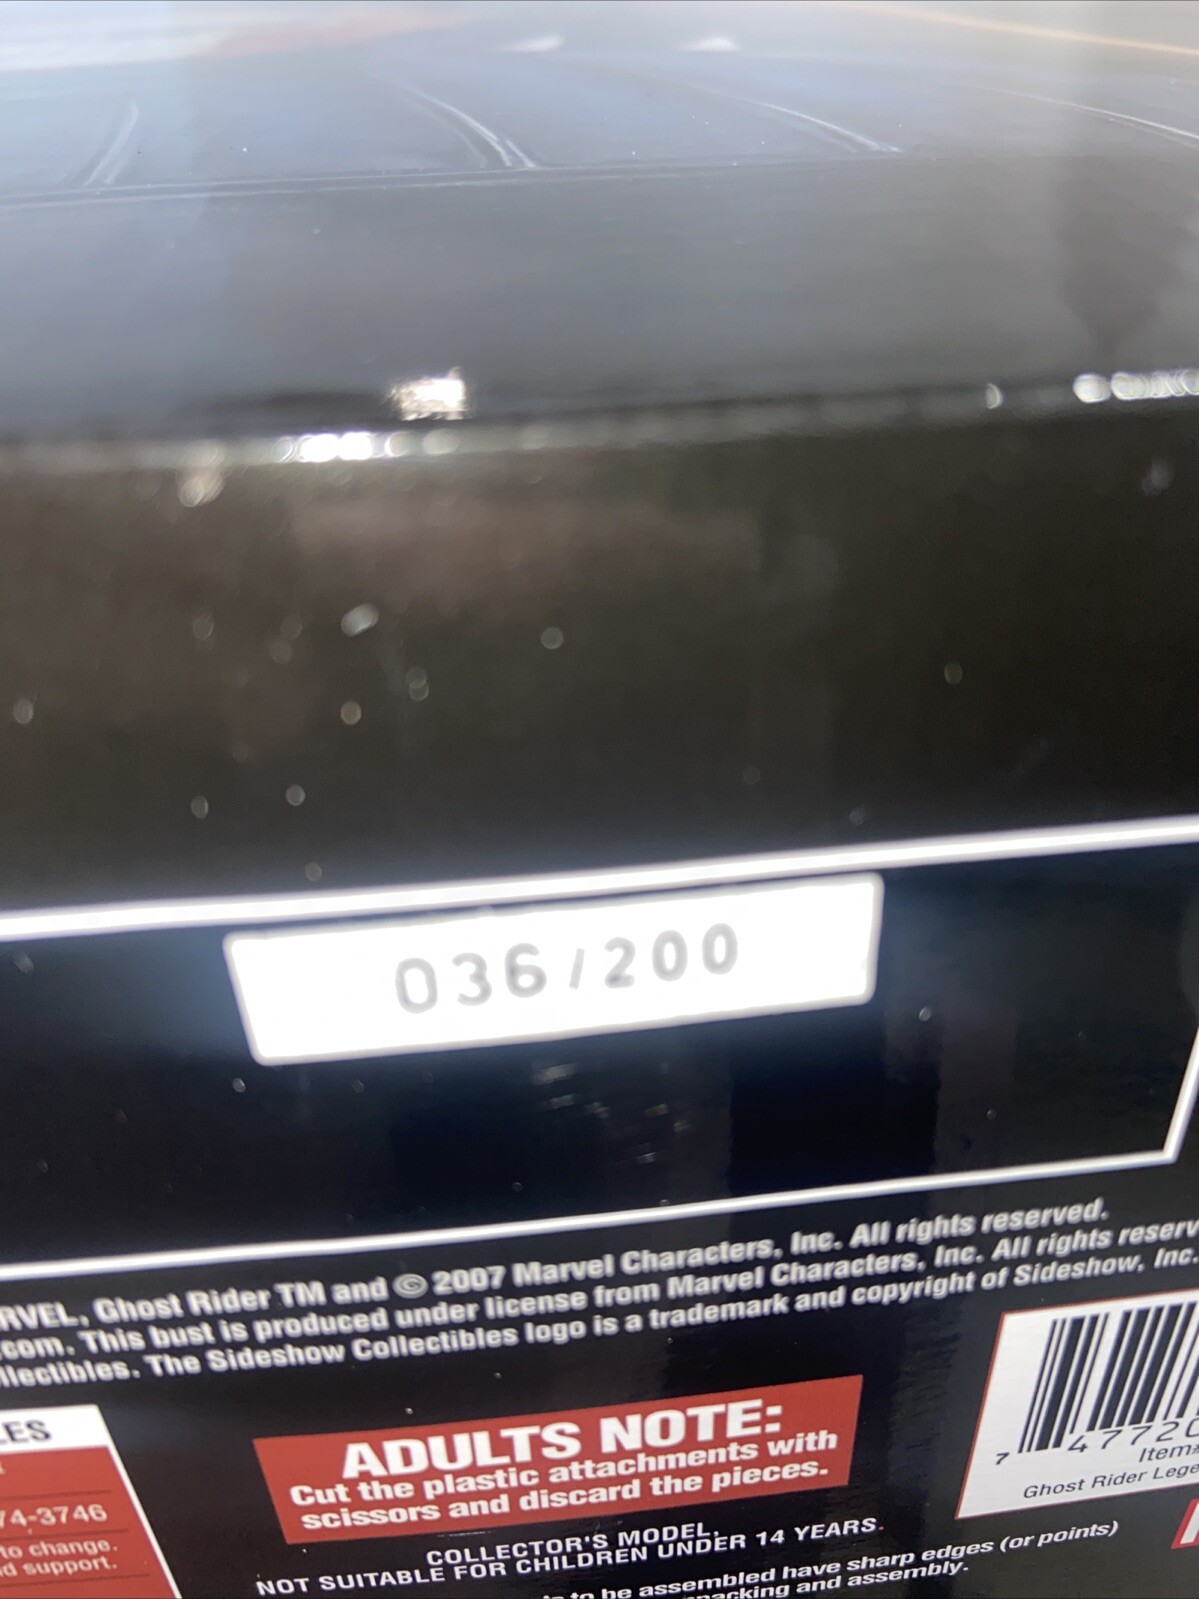 036/200
RVEL, Ghost Rider TM and © 2007 Marvel Characters, Inc. All rights reserved.
.com. This bust is produced under license from Marvel Characters, Inc. All rights reserv
llectibles. The Sideshow Collectibles logo is a trademark and copyright of Sideshow, Inc.
LES
74-3746
to change.
d support.
ADULTS NOTE:
Cut the plastic attachments with
scissors and discard the pieces.
COLLECTOR'S MODEL.
NOT SUITABLE FOR CHILDREN UNDER 14 YEARS.
to be assembled have sharp edges (or points)
packing and assembly.
7 47720
Item#
Ghost Rider Lege